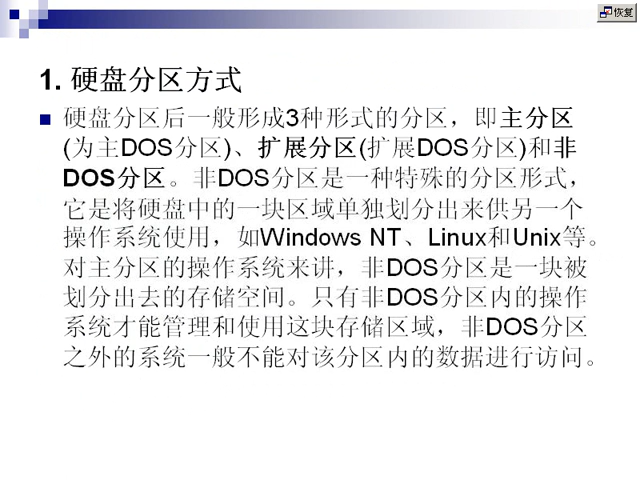 恢复
1. 硬盘分区方式
硬盘分区后一般形成3种形式的分区，即主分区
(为主DOS分区)、扩展分区(扩展DOS分区)和非
DOS分区。非DOS分区是一种特殊的分区形式，
它是将硬盘中的一块区域单独划分出来供另一个
操作系统使用，如Windows NT、Linux和Unix等。
对主分区的操作系统来讲，非DOS分区是一块被
划分出去的存储空间。只有非DOS分区内的操作
系统才能管理和使用这块存储区域，非DOS分区
之外的系统一般不能对该分区内的数据进行访问。